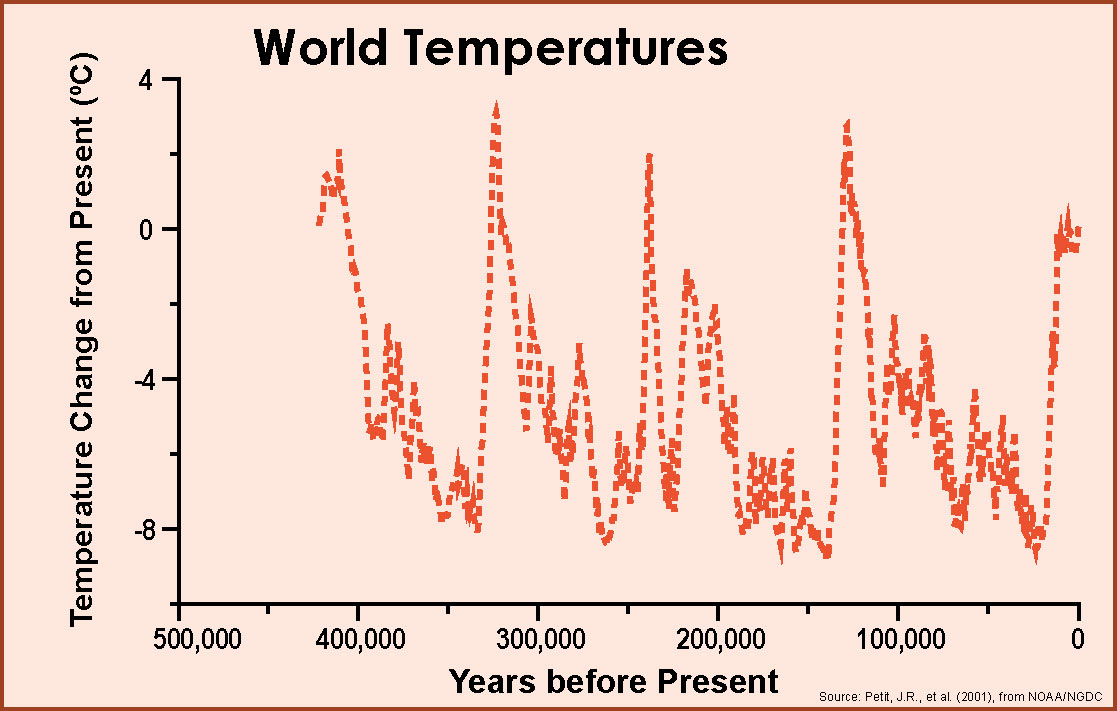 World Temperatures
Temperature Change from Present (ºC)
4
0
-4
-8
500,000
400,000
300,000
200,000
100,000
0
Years before Present
Source: Petit, J.R., et al. (2001), from NOAA/NGDC